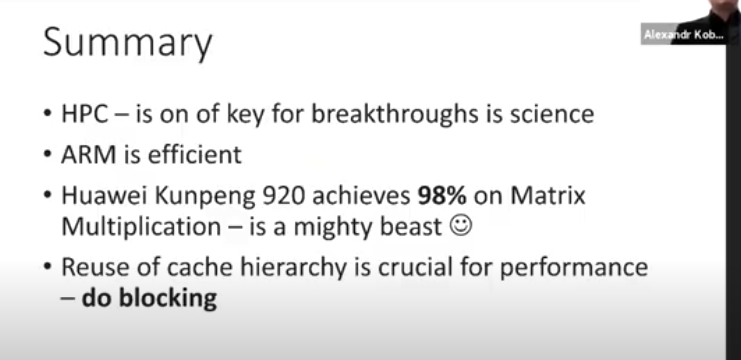 Summary
Alexandr Kob...
• HPC – is on of key for breakthroughs is science
• ARM is efficient
• Huawei Kunpeng 920 achieves 98% on Matrix
Multiplication – is a mighty beast ☺
• Reuse of cache hierarchy is crucial for performance
– do blocking